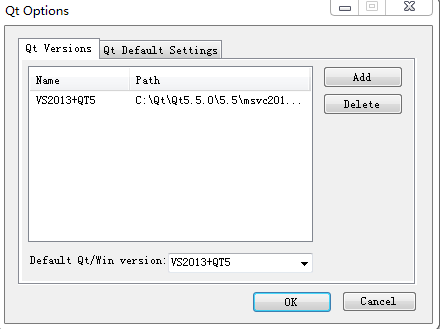 Qt Options
Qt Versions Qt Default Settings
Name Path
VS2013+QT5 C:\Qt\Qt5.5.0\5.5\msvc201...
Add
Delete
Default Qt/Win version: VS2013+QT5
OK Cancel